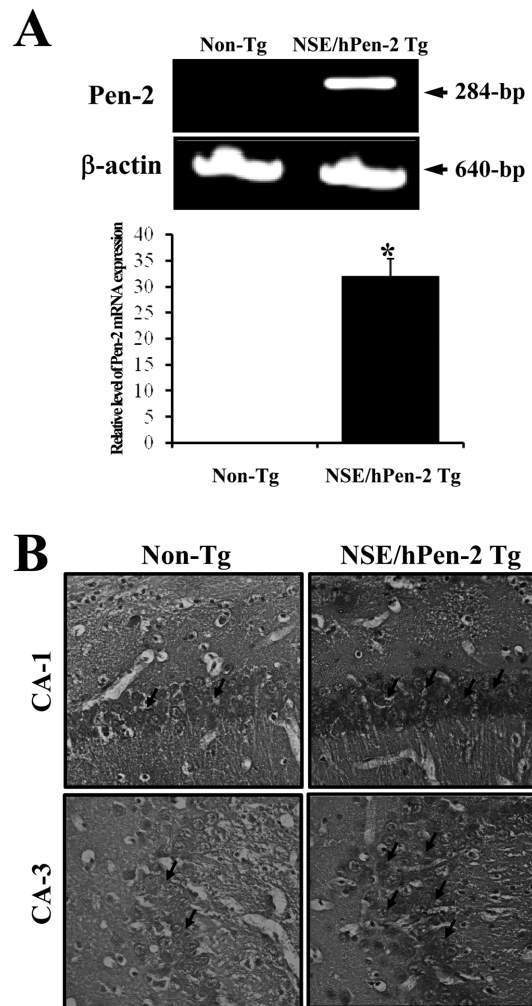 A
Non-Tg NSE/hPen-2 Tg
Pen-2
284-bp
β-actin
640-bp
Relative level of Pen-2 mRNA expression
40
35
30
25
20
15
10
5
0
*
Non-Tg NSE/hPen-2 Tg
B
Non-Tg NSE/hPen-2 Tg
CA-1
CA-3